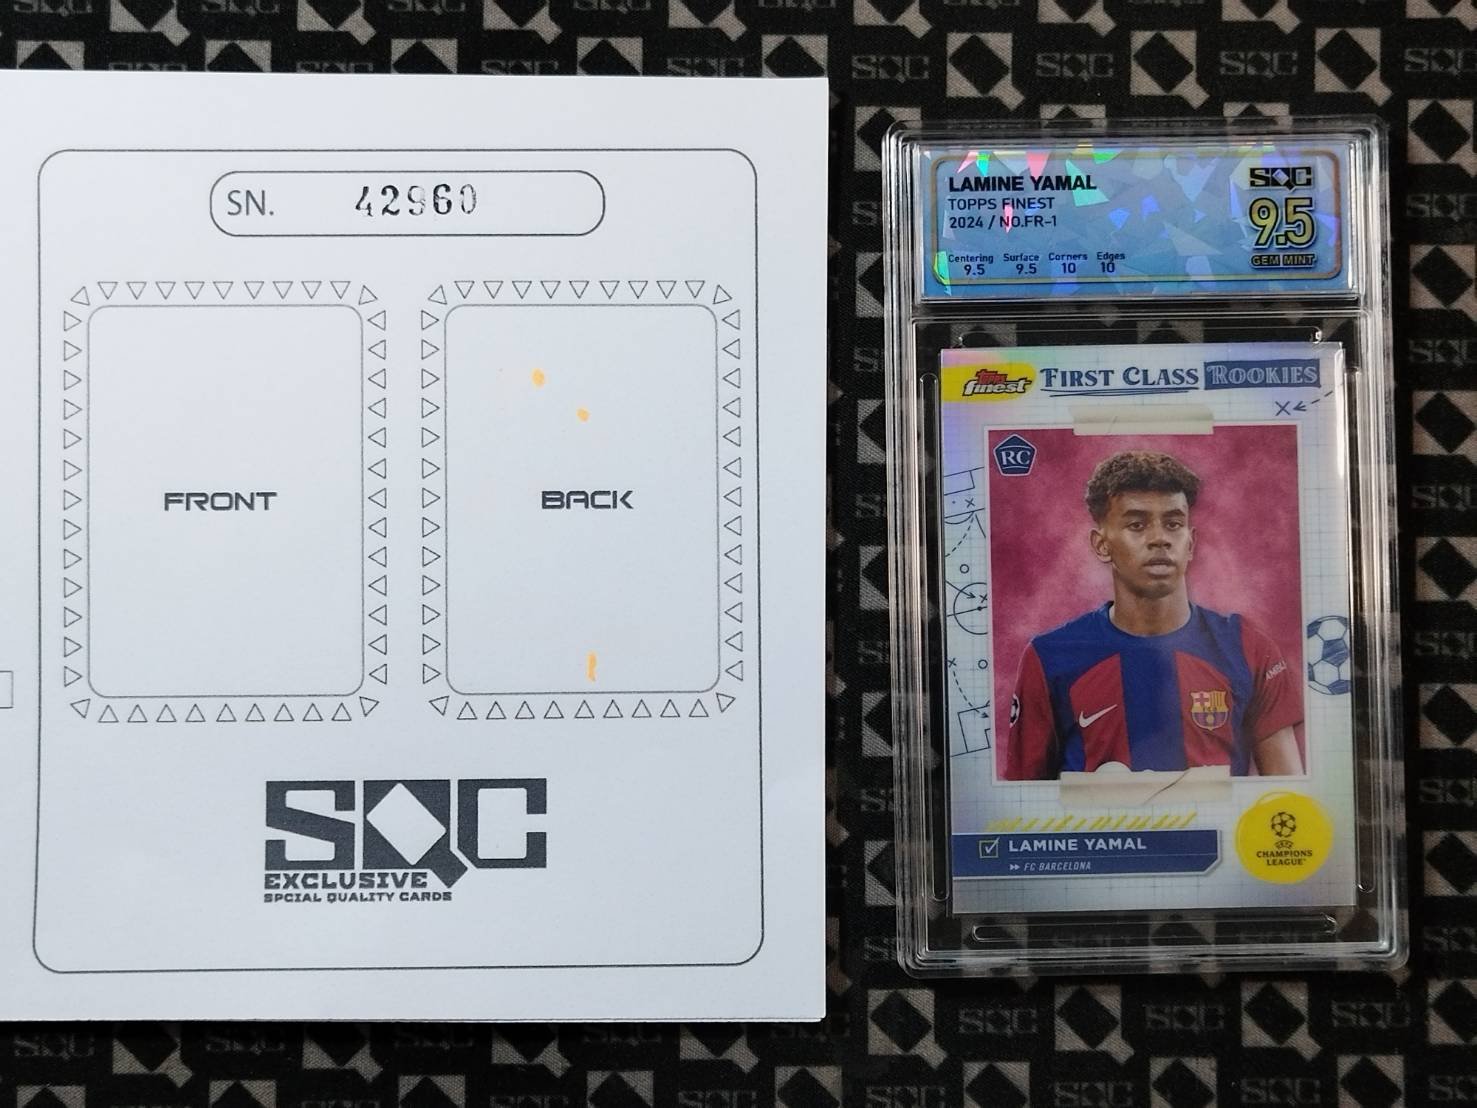 SN. 42960
FRONT
BACK
SQC
EXCLUSIVE
SPCIAL QUALITY CARDS
LAMINE YAMAL
TOPPS FINEST
2024 / NO.FR-1
Centering Surface Corners Edges
9.5 9.5 10 10
SQC
9.5
GEM MINT
topps finest
FIRST CLASS ROOKIES
RC
LAMINE YAMAL
FC BARCELONA
UEFA
CHAMPIONS
LEAGUE